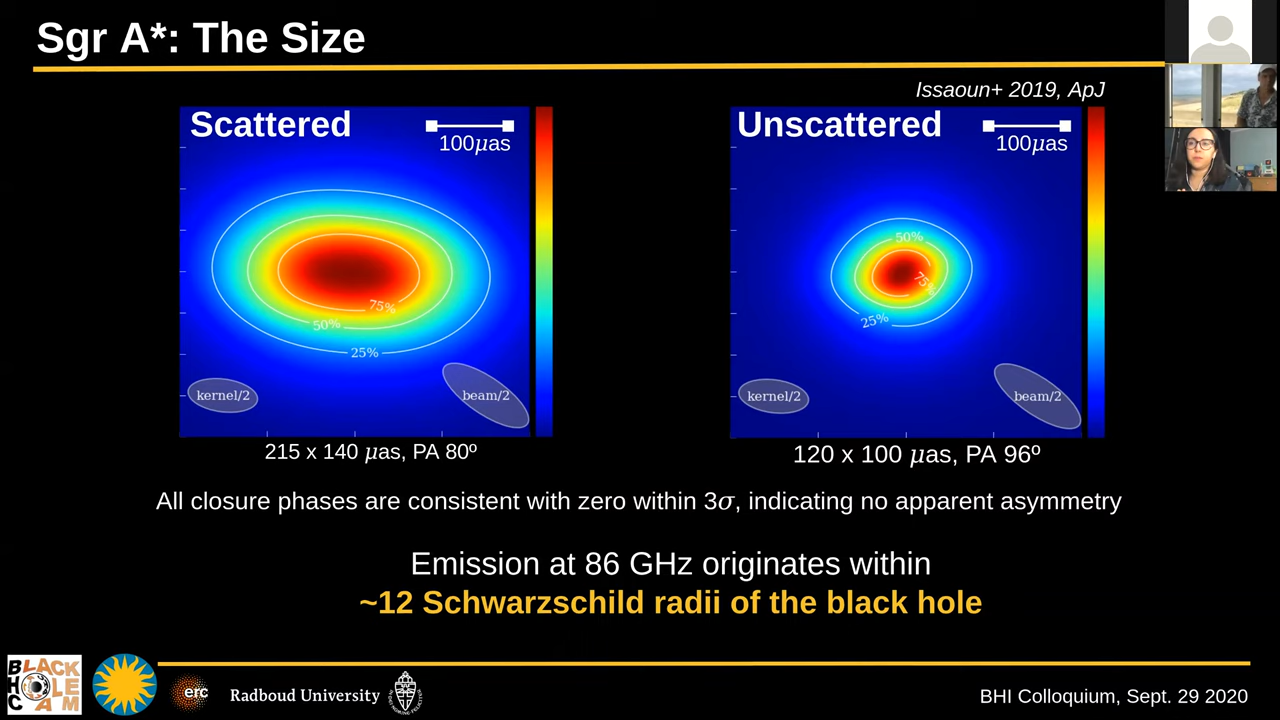 Sgr A*: The Size
Issaoun+ 2019, ApJ
Scattered
100μas
75%
50%
25%
kernel/2
beam/2
215 x 140 μas, PA 80º
Unscattered
100μas
50%
75%
25%
kernel/2
beam/2
120 x 100 μas, PA 96º
All closure phases are consistent with zero within 3σ, indicating no apparent asymmetry
Emission at 86 GHz originates within
~12 Schwarzschild radii of the black hole
BLACK
HOLE
CAM
erc
Radboud University
BHI Colloquium, Sept. 29 2020